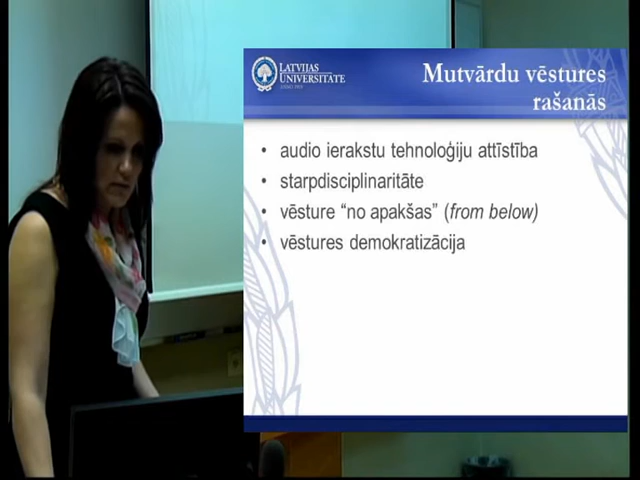 LATVIJAS
UNIVERSITĀTE
Mutvārdu vēstures
rašanās
• audio ierakstu tehnoloģiju attīstība
• starpdisciplinaritāte
• vēsture “no apakšas” (from below)
• vēstures demokratizācija